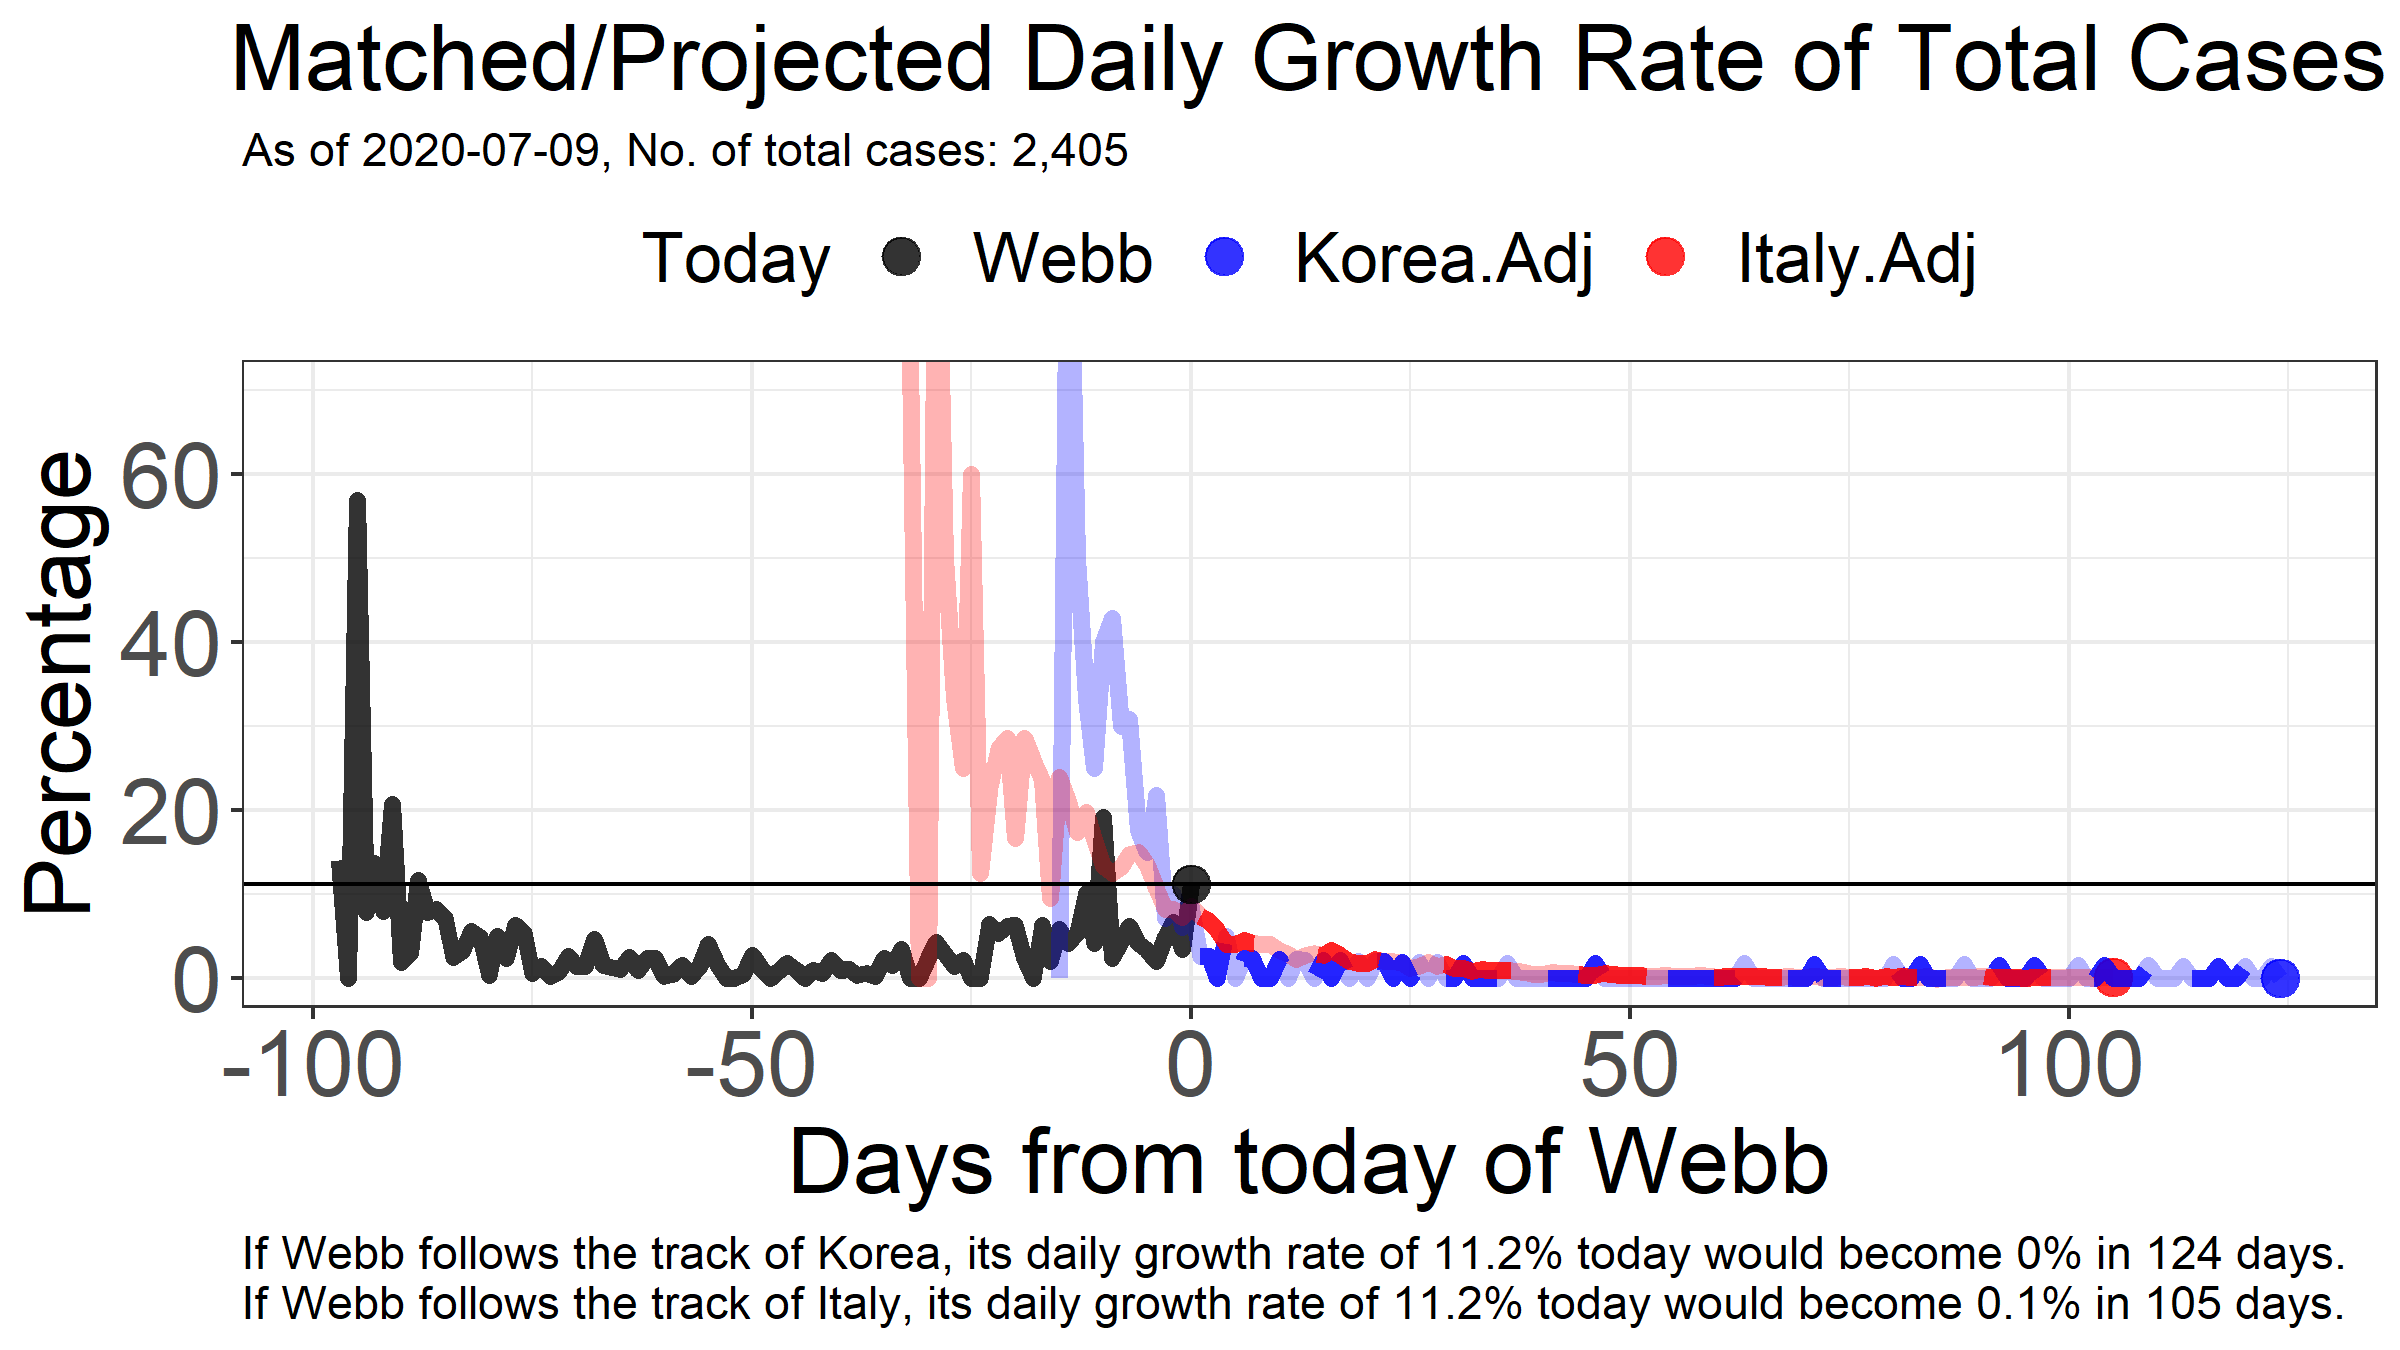 Matched/Projected Daily Growth Rate of Total Cases
As of 2020-07-09, No. of total cases: 2,405
Today Webb Korea.Adj Italy.Adj
Percentage
60
40
20
0
-100 -50 0 50 100
Days from today of Webb
If Webb follows the track of Korea, its daily growth rate of 11.2% today would become 0% in 124 days.
If Webb follows the track of Italy, its daily growth rate of 11.2% today would become 0.1% in 105 days.